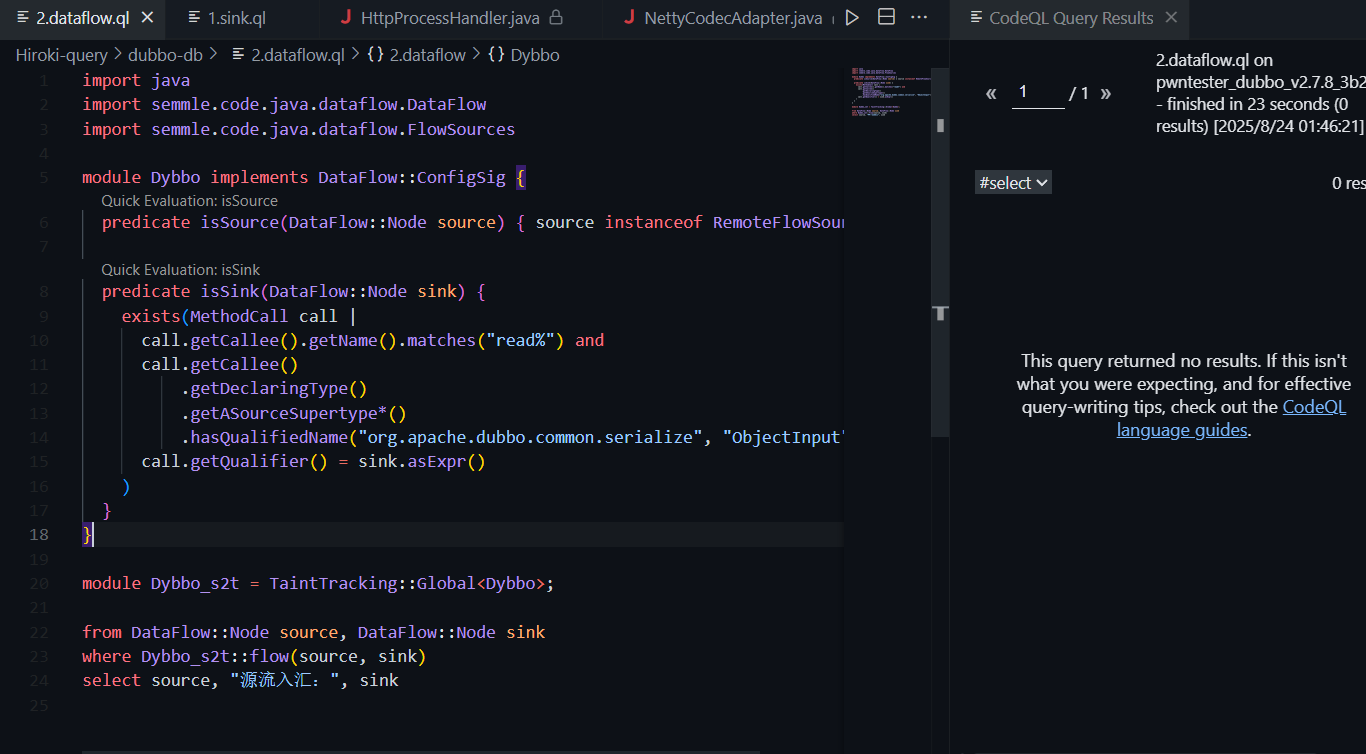 2.dataflow.ql
1.sink.ql
J HttpProcessHandler.java
J NettyCodecAdapter.java
CodeQL Query Results
Hiroki-query > dubbo-db > 2.dataflow.ql > {} 2.dataflow > {} Dybbo
1 import java
2 import semmle.code.java.dataflow.DataFlow
3 import semmle.code.java.dataflow.FlowSources
4
5 module Dybbo implements DataFlow::ConfigSig {
Quick Evaluation: isSource
6 predicate isSource(DataFlow::Node source) { source instanceof RemoteFlowSour
7
Quick Evaluation: isSink
8 predicate isSink(DataFlow::Node sink) {
9 exists(MethodCall call |
10 call.getCallee().getName().matches("read%") and
11 call.getCallee()
12 .getDeclaringType()
13 .getASourceSupertype*()
14 .hasQualifiedName("org.apache.dubbo.common.serialize", "ObjectInput"
15 call.getQualifier() = sink.asExpr()
16 )
17 }
18 }
19
20 module Dybbo_s2t = TaintTracking::Global<Dybbo>;
21
22 from DataFlow::Node source, DataFlow::Node sink
23 where Dybbo_s2t::flow(source, sink)
24 select source, "源流入汇: ", sink
25
« 1 / 1 »
2.dataflow.ql on
pwntester_dubbo_v2.7.8_3b2
- finished in 23 seconds (0
results) [2025/8/24 01:46:21]
#select
0 res
This query returned no results. If this isn't
what you were expecting, and for effective
query-writing tips, check out the CodeQL
language guides.